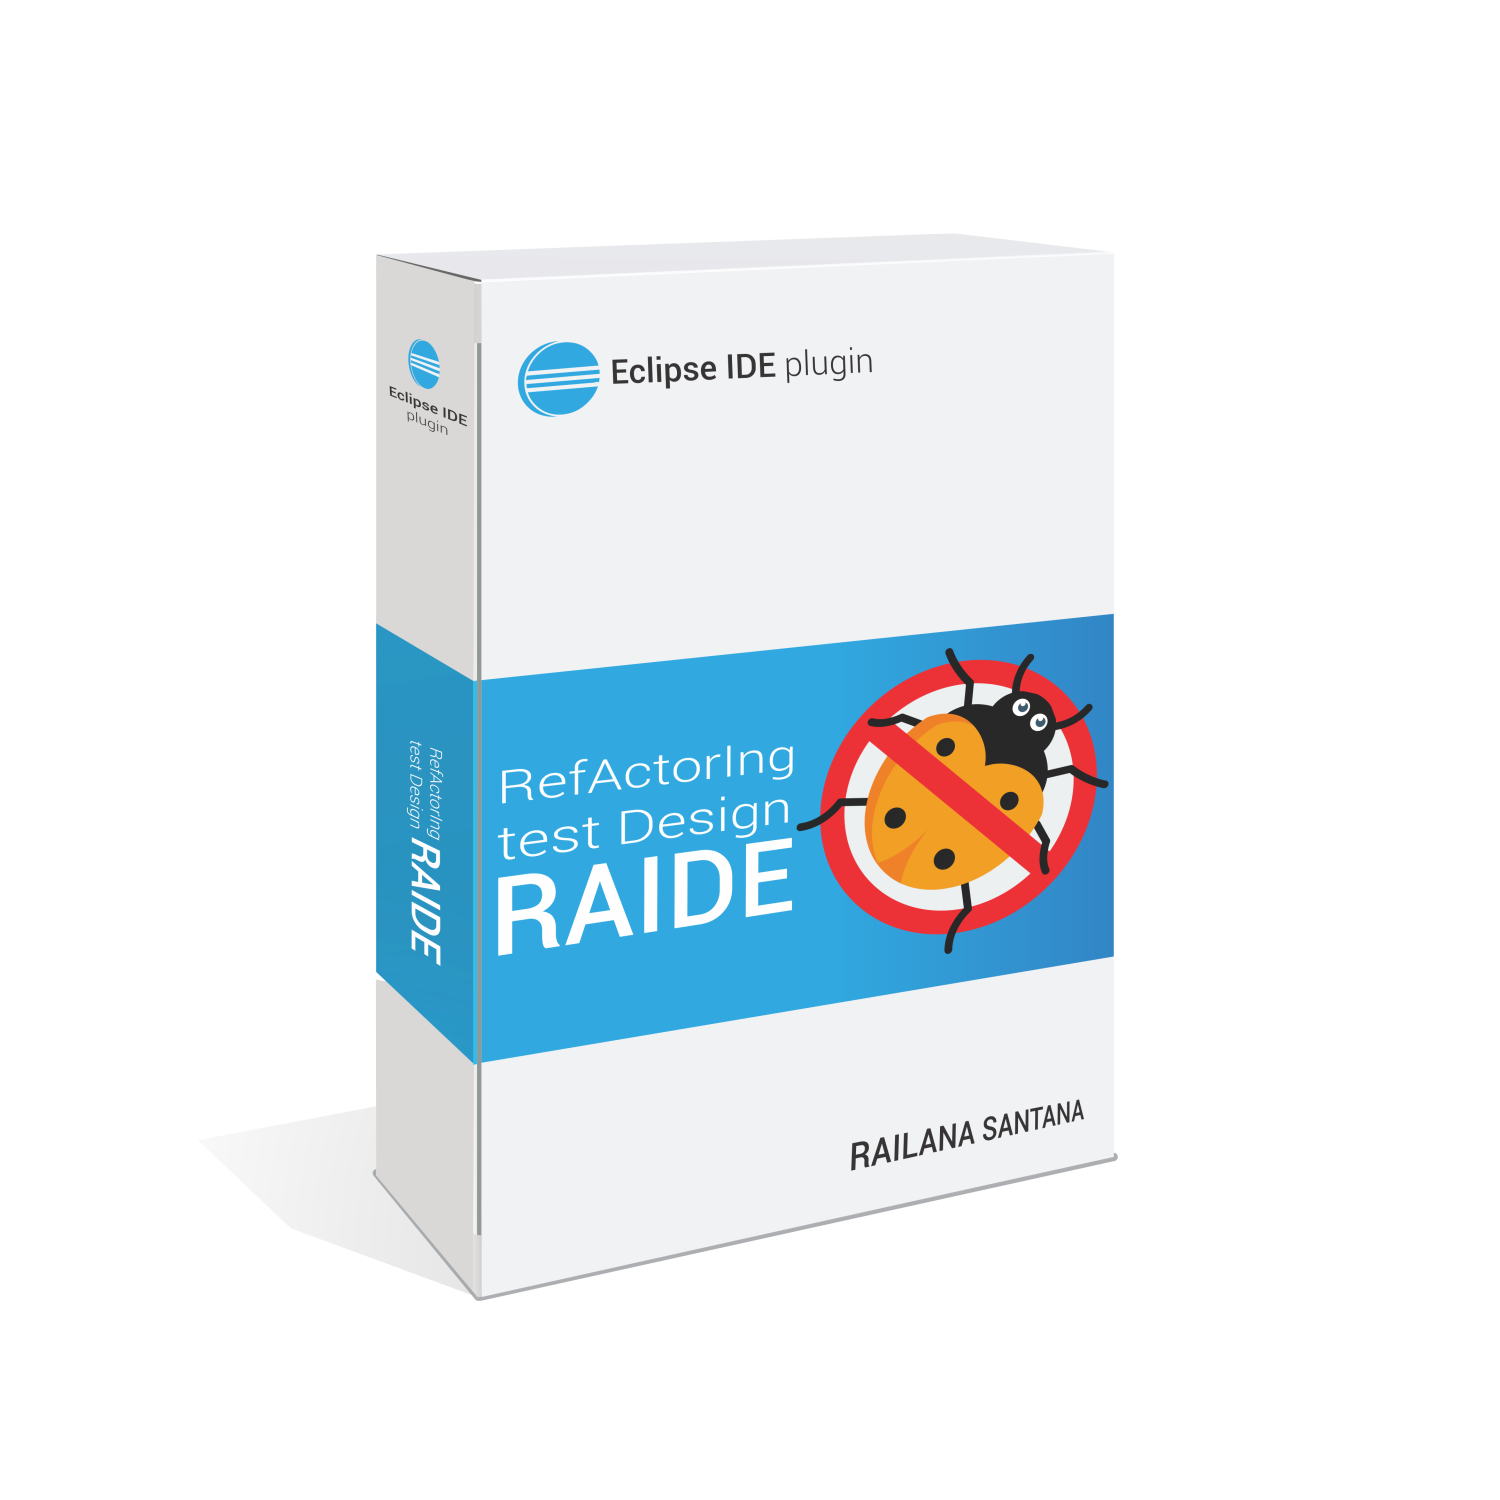 Eclipse IDE
plugin
RefActorIng
test Design
RAIDE
Eclipse IDE plugin
RefActorIng
test Design
RAIDE
RAILANA SANTANA